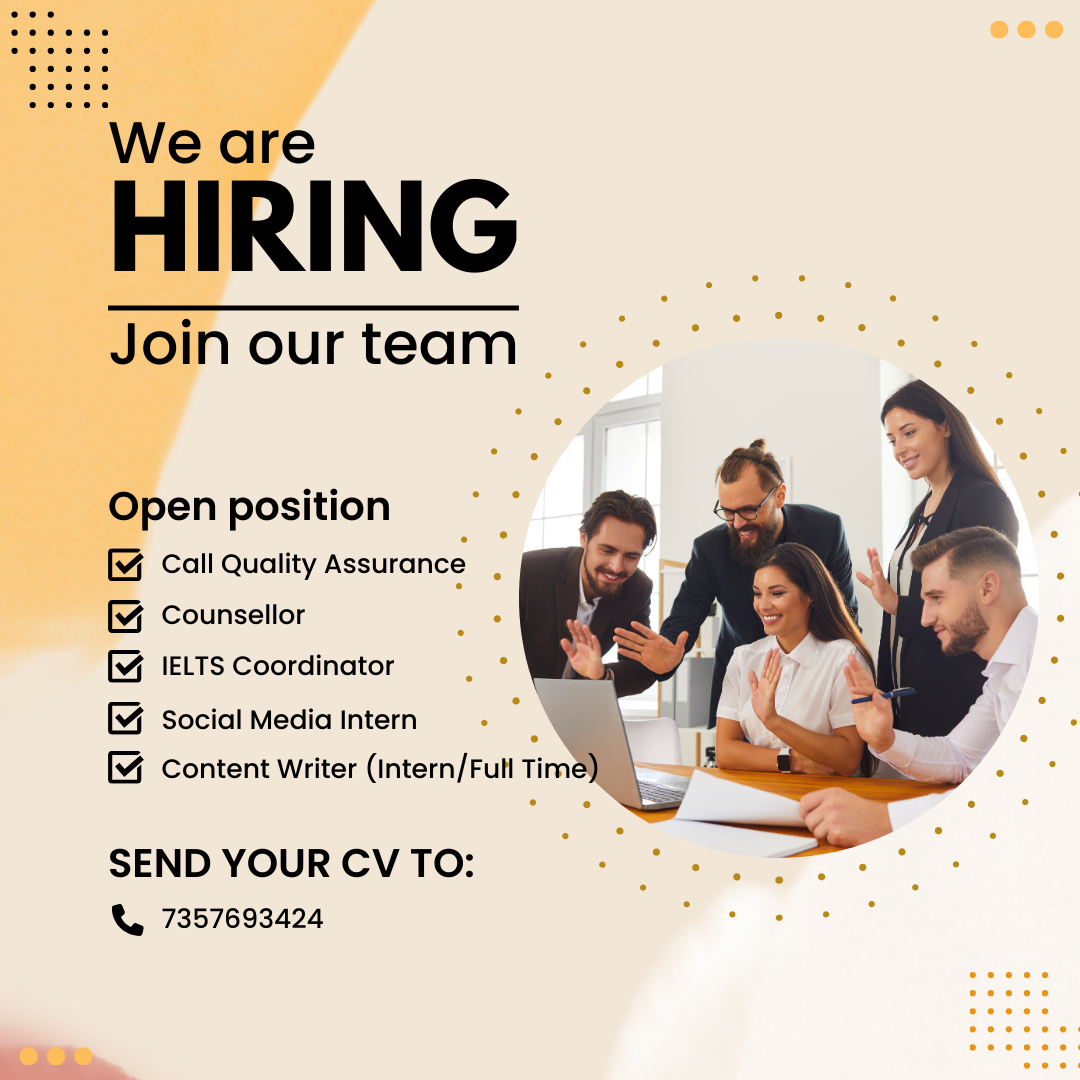 We are
HIRING
Join our team
Open position
Call Quality Assurance
Counsellor
IELTS Coordinator
Social Media Intern
Content Writer (Intern/Full Time)
SEND YOUR CV TO:
7357693424